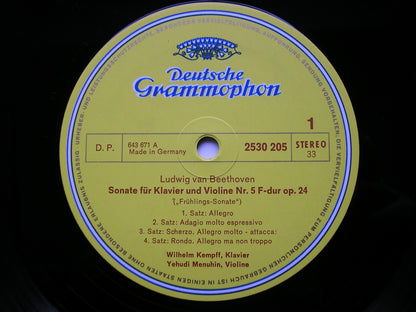 Deutsche
Grammophon
1
D. P.
643 671 A
Made in Germany
2530 205
STEREO
33
Ludwig van Beethoven
Sonate für Klavier und Violine Nr. 5 F-dur op. 24
(„Frühlings-Sonate“)
1. Satz: Allegro
2. Satz: Adagio molto espressivo
3. Satz: Scherzo. Allegro molto - attacca:
4. Satz: Rondo. Allegro ma non troppo
Wilhelm Kempff, Klavier
Yehudi Menuhin, Violine